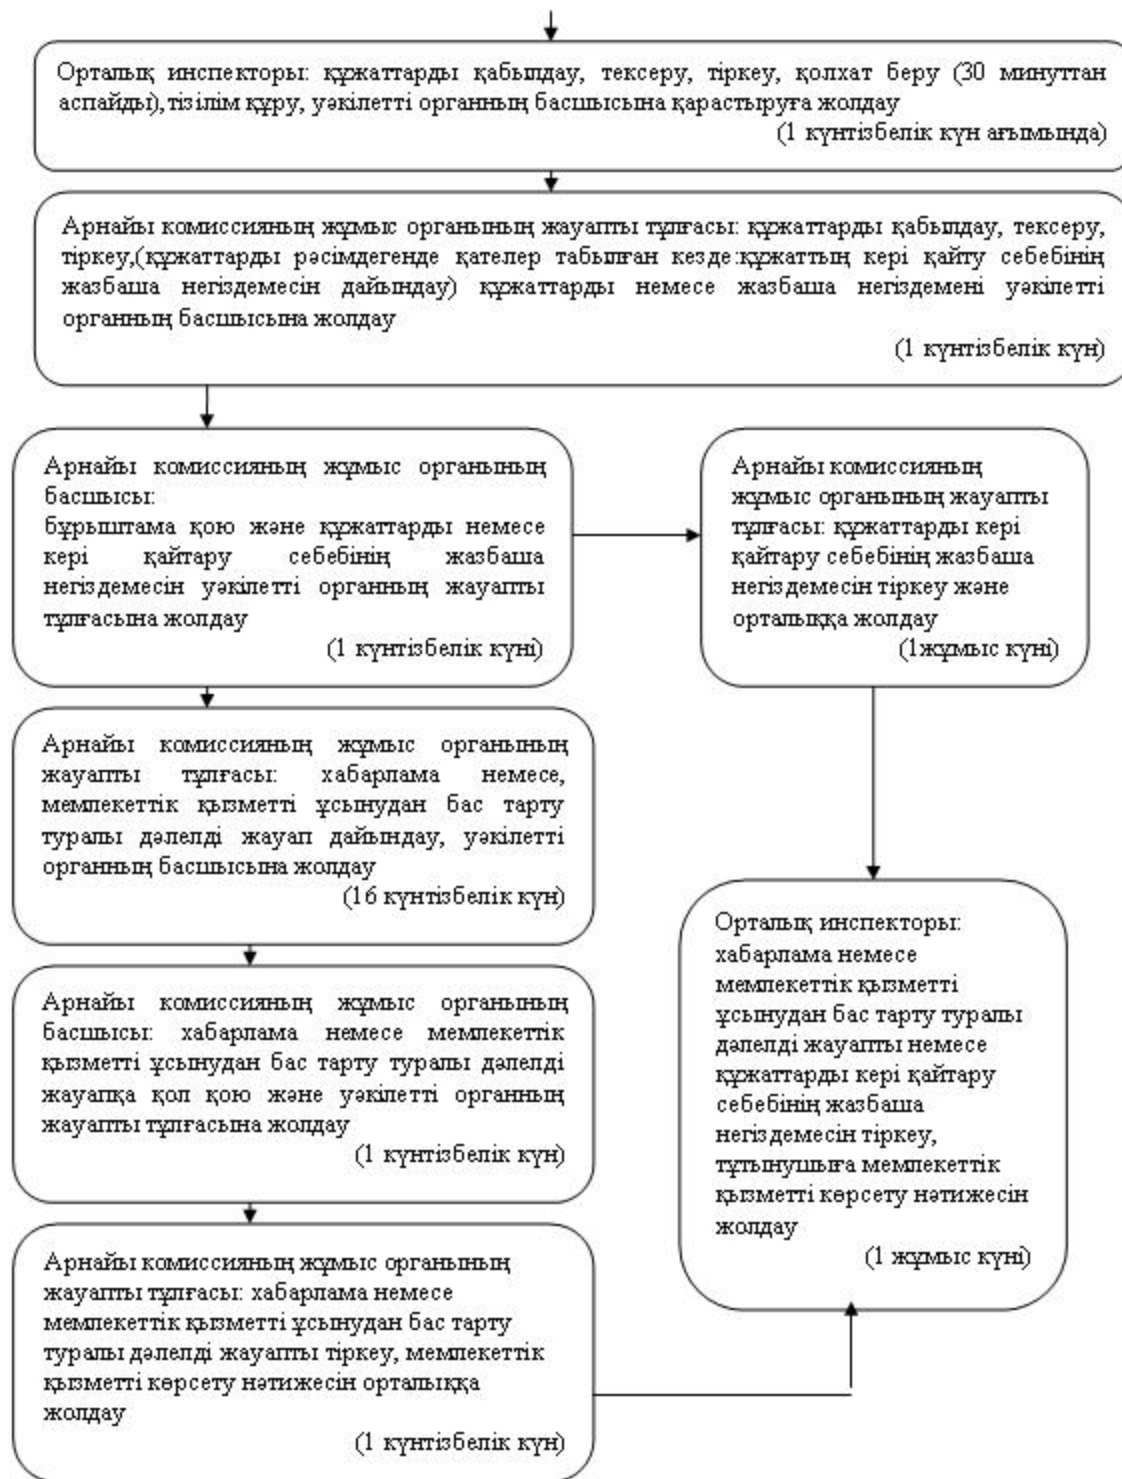 Орталық инспекторы: құжаттарды қабылдау, тексеру, тіркеу, қолхат беру (30 минуттан
аспайды), тізілім құру, уәкілетті органның басшысына қарастыруға жолдау
(1 күнтізбелік күн ағымында)
Арнайы комиссияның жұмыс органының жауапты тұлғасы: құжаттарды қабылдау, тексеру,
тіркеу,(құжаттарды рәсімдегенде қателер табылған кезде:құжаттың кері қайту себебінің
жазбаша негіздемесін дайындау) құжаттарды немесе жазбаша негіздемені уәкілетті
органның басшысына жолдау
(1 күнтізбелік күн)
Арнайы комиссияның жұмыс органының
басшысы:
бұрыштама қою және құжаттарды немесе
кері қайтару себебінің жазбаша
негіздемесін уәкілетті органның жауапты
тұлғасына жолдау
(1 күнтізбелік күні)
Арнайы комиссияның
жұмыс органының жауапты
тұлғасы: құжаттарды кері
қайтару себебінің жазбаша
негіздемесін тіркеу және
орталыққа жолдау
(1жұмыс күні)
Арнайы комиссияның жұмыс органының
жауапты тұлғасы: хабарлама немесе,
мемлекеттік қызметті ұсынудан бас тарту
туралы дәлелді жауап дайындау, уәкілетті
органның басшысына жолдау
(16 күнтізбелік күн)
Арнайы комиссияның жұмыс органының
басшысы: хабарлама немесе мемлекеттік
қызметті ұсынудан бас тарту туралы дәлелді
жауапқа қол қою және уәкілетті органның
жауапты тұлғасына жолдау
(1 күнтізбелік күн)
Арнайы комиссияның жұмыс органының
жауапты тұлғасы: хабарлама немесе
мемлекеттік қызметті ұсынудан бас тарту
туралы дәлелді жауапты тіркеу, мемлекеттік
қызметті көрсету нәтижесін орталыққа
жолдау
(1 күнтізбелік күн)
Орталық инспекторы:
хабарлама немесе
мемлекеттік қызметті
ұсынудан бас тарту туралы
дәлелді жауапты немесе
құжаттарды кері қайтару
себебінің жазбаша
негіздемесін тіркеу,
тұтынушыға мемлекеттік
қызметті көрсету нәтижесін
жолдау
(1 жұмыс күні)